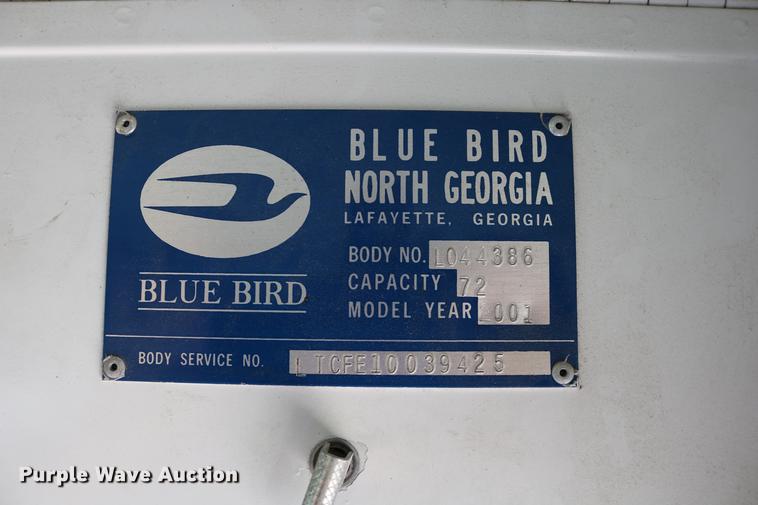 BLUE BIRD
NORTH GEORGIA
LAFAYETTE, GEORGIA
BODY NO. L044386
CAPACITY 72
MODEL YEAR 2001
BLUE BIRD
BODY SERVICE NO. L TCFE10039425
Purple Wave Auction